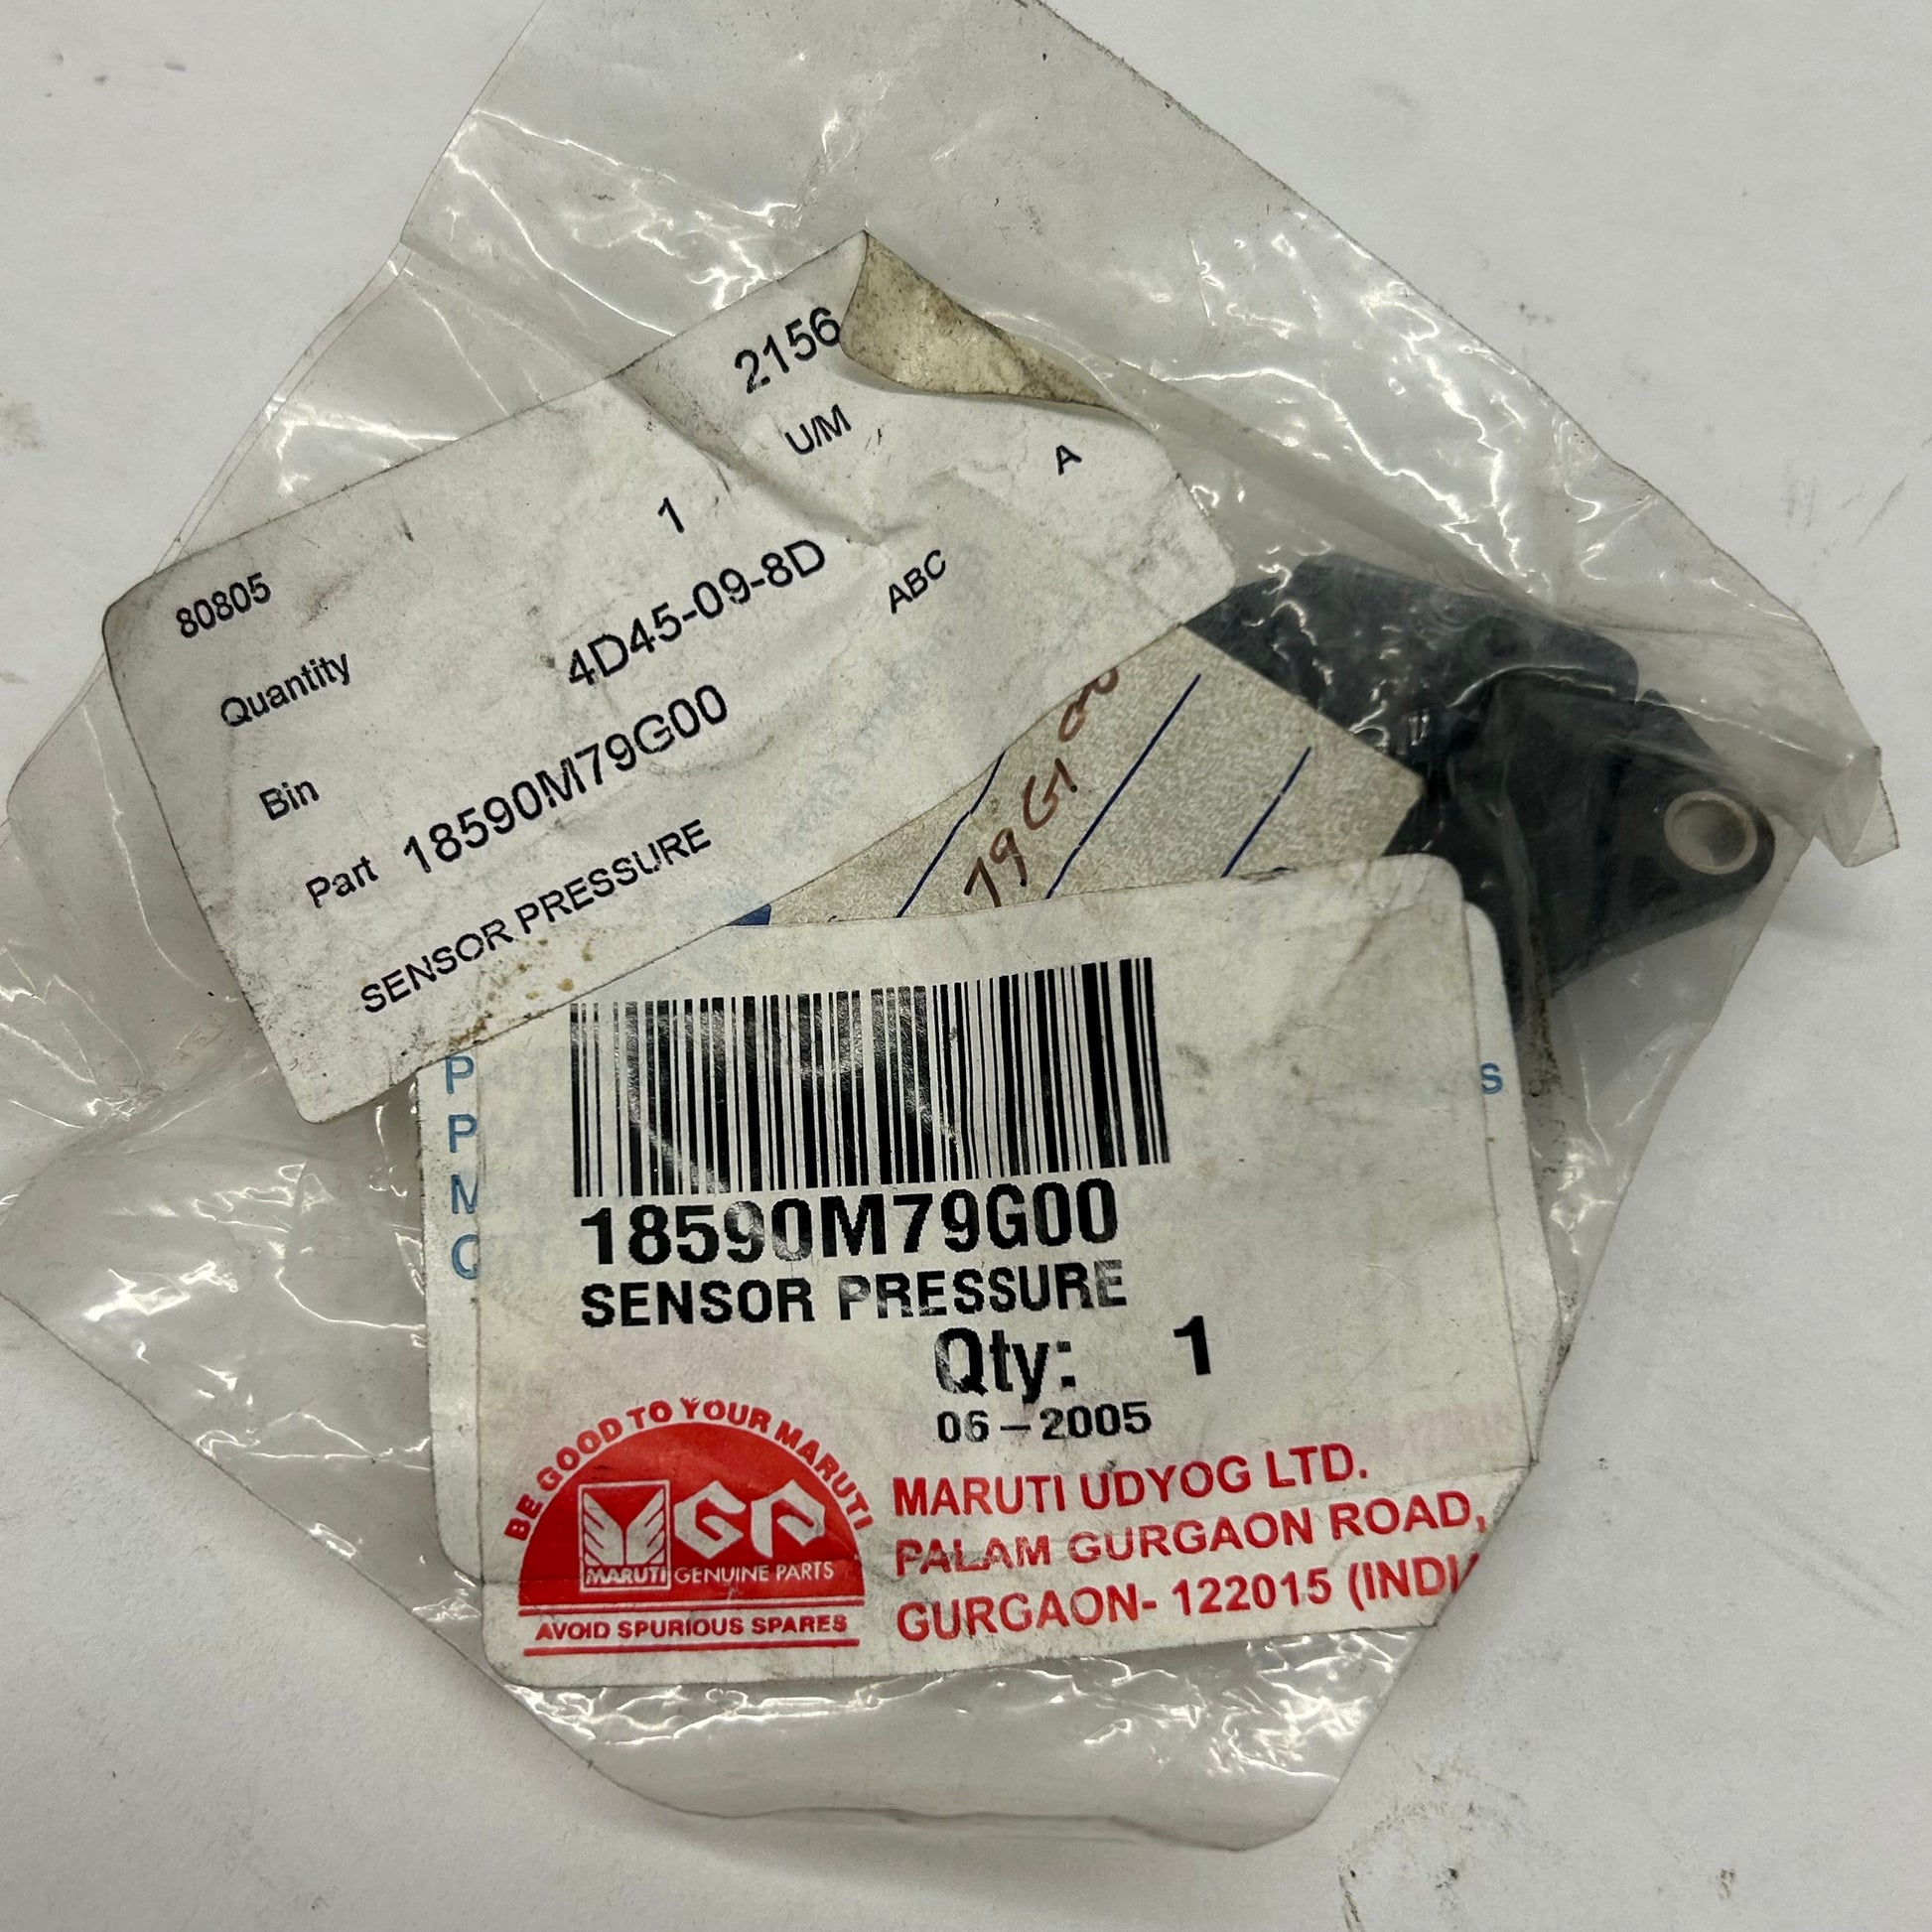 80805
2156
Quantity 1 U/M
Bin 4D45-09-8D A
Part 18590M79G00 ABC
SENSOR PRESSURE
79G1
P
P
M
s
18590M79G00
SENSOR PRESSURE
Qty: 1
06-2005
BE GOOD TO YOUR MARUTI
GP
MARUTI GENUINE PARTS
AVOID SPURIOUS SPARES
MARUTI UDYOG LTD.
PALAM GURGAON ROAD,
GURGAON- 122015 (INDI